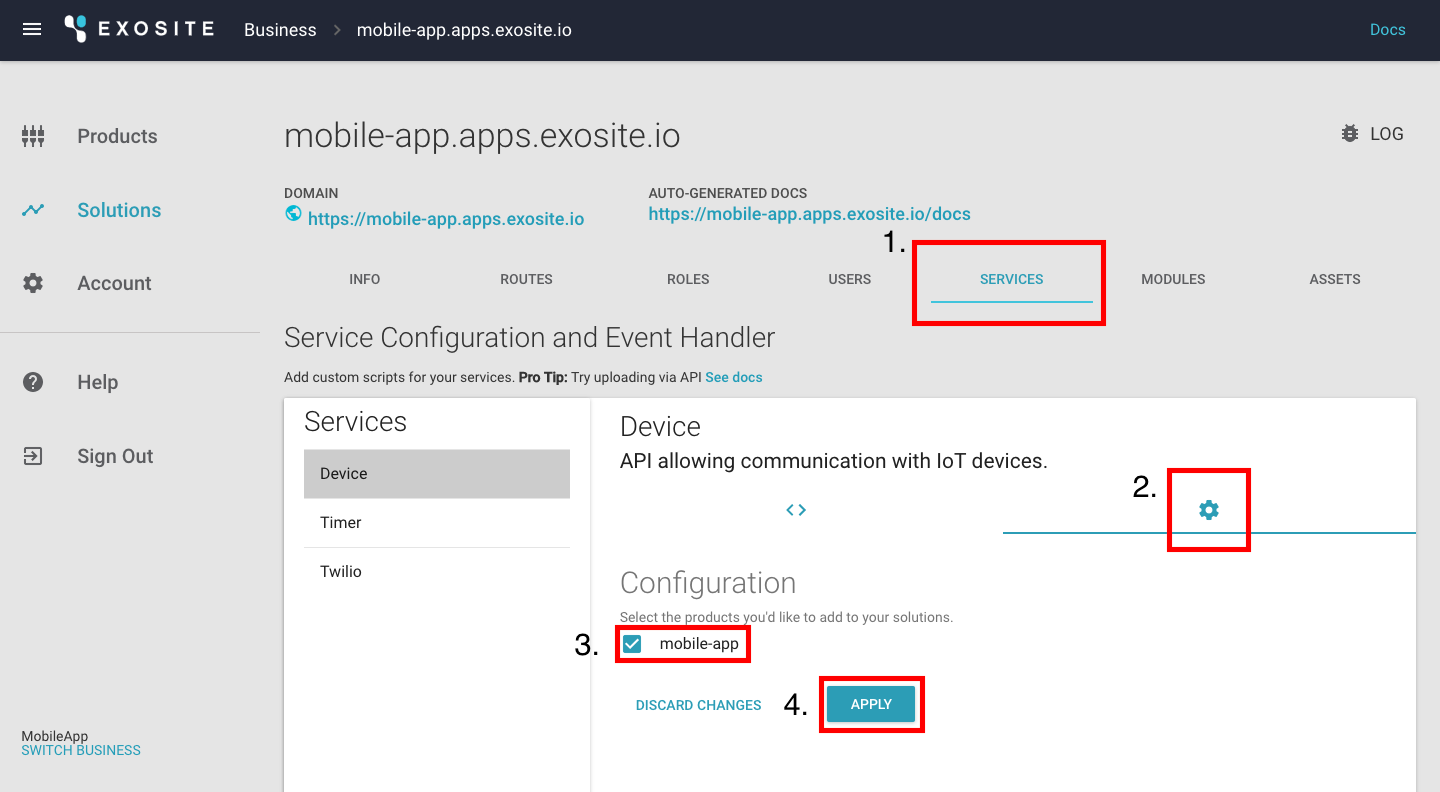 EXOSITE Business > mobile-app.apps.exosite.io Docs
Products
Solutions
Account
Help
Sign Out
MobileApp
SWITCH BUSINESS
mobile-app.apps.exosite.io
LOG
DOMAIN
https://mobile-app.apps.exosite.io
AUTO-GENERATED DOCS
https://mobile-app.apps.exosite.io/docs
1.
INFO ROUTES ROLES USERS SERVICES MODULES ASSETS
Service Configuration and Event Handler
Add custom scripts for your services. Pro Tip: Try uploading via API See docs
Services
Device
Timer
Twilio
Device
API allowing communication with IoT devices.
2.
<>
Configuration
Select the products you'd like to add to your solutions.
3. mobile-app
DISCARD CHANGES 4. APPLY